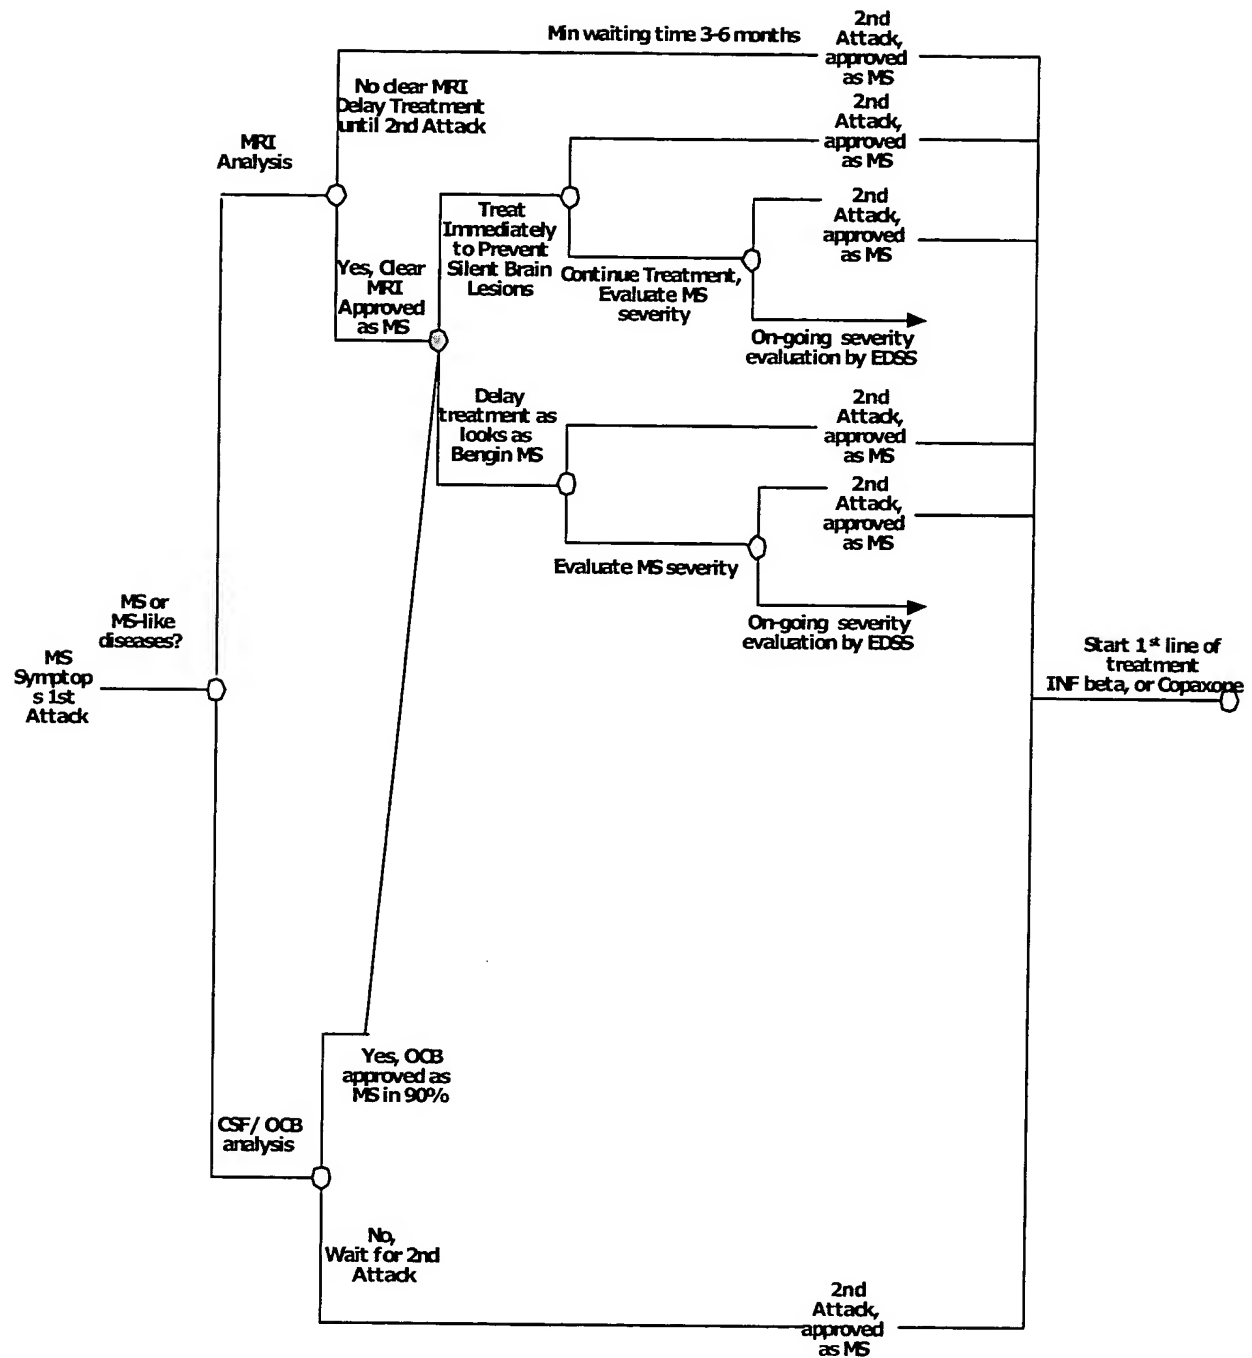 Min waiting time 3-6 months
2nd
Attack,
approved
as MS
No clear MRI
Delay Treatment
until 2nd Attack
2nd
Attack,
approved
as MS
MRI
Analysis
2nd
Attack,
approved
as MS
Treat
Immediately
to Prevent
Silent Brain
Lesions
Yes, Clear
MRI
Approved
as MS
Continue Treatment,
Evaluate MS
severity
On-going severity
evaluation by EDSS
Delay
treatment as
looks as
Bengin MS
2nd
Attack,
approved
as MS
2nd
Attack,
approved
as MS
Evaluate MS severity
On-going severity
evaluation by EDSS
MS or
MS-like
diseases?
MS
Symptop
s 1st
Attack
Start 1st line of
treatment
INF beta, or Copaxone
Yes, OCB
approved as
MS in 90%
CSF/ OCB
analysis
No,
Wait for 2nd
Attack
2nd
Attack,
approved
as MS